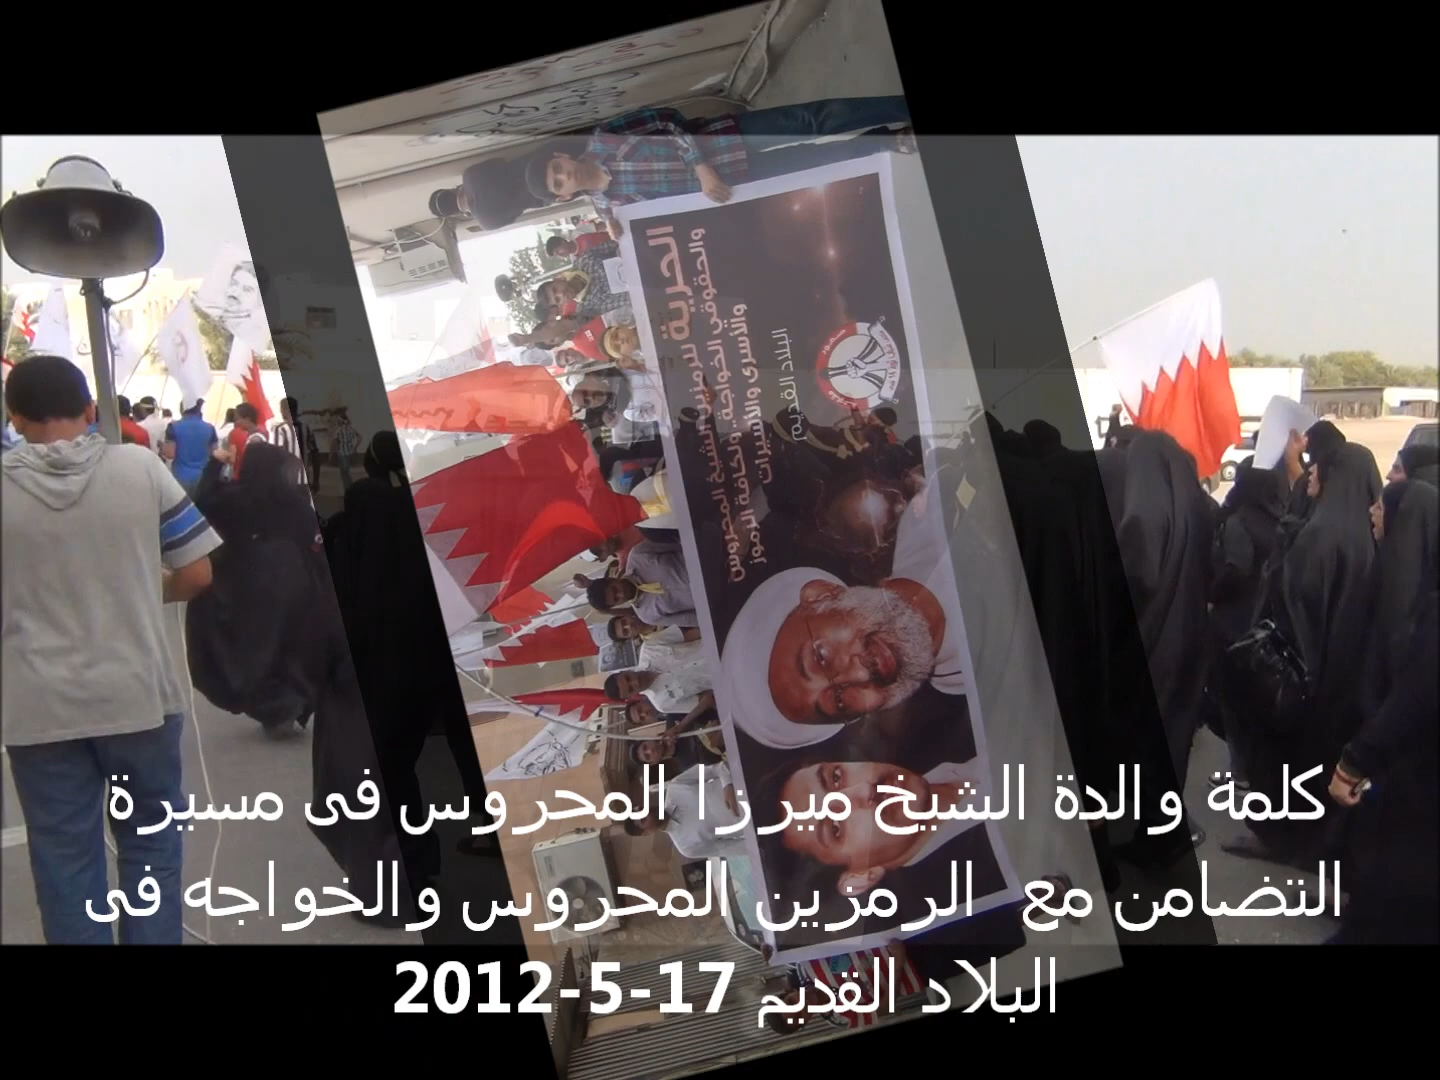 الحرية للرمزين الشيخ المحروس
والحقوقي الخواجة.. ولكافة الرموز
والأسرى والأسيرات
البلاد القديم
كلمة والدة الشيخ ميرزا المحروس فى مسيرة
التضامن مع الرمزين المحروس والخواجه فى
البلاد القديم 17-5-2012